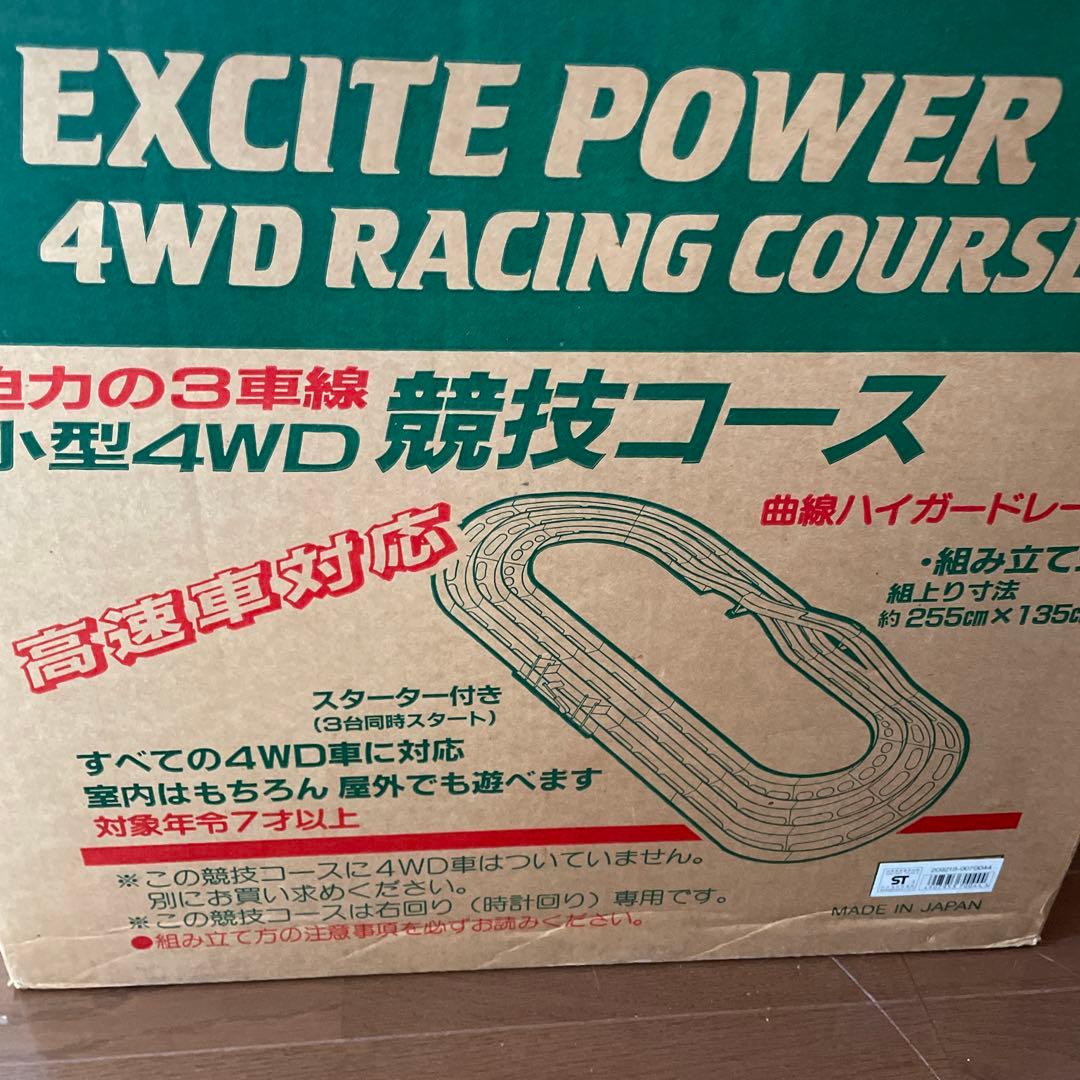 EXCITE POWER
4WD RACING COURSE
迫力の3車線
小型4WD 競技コース
高速車対応
曲線ハイガードレー
・組み立て
組上り寸法
約255cm×135c
スターター付き
(3台同時スタート)
すべての4WD車に対応
室内はもちろん 屋外でも遊べます
対象年令7才以上
※この競技コースに4WD車はついていません。
別にお買い求めください。
※この競技コースは右回り(時計回り)専用です。
●組み立て方の注意事項を必ずお読みください。
ST
MADE IN JAPAN